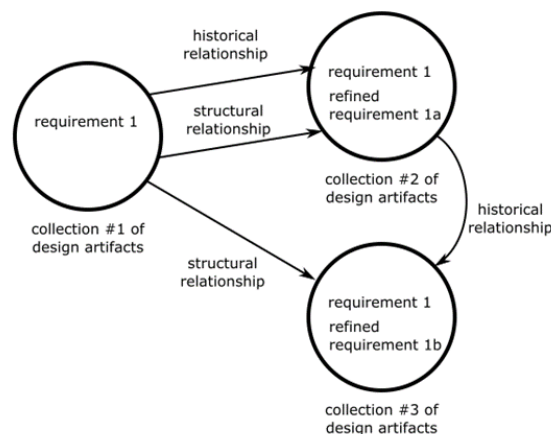 historical
relationship
requirement 1
structural
relationship
requirement 1
refined
requirement 1a
collection #1 of
design artifacts
collection #2 of
design artifacts
historical
relationship
structural
relationship
requirement 1
refined
requirement 1b
collection #3 of
design artifacts